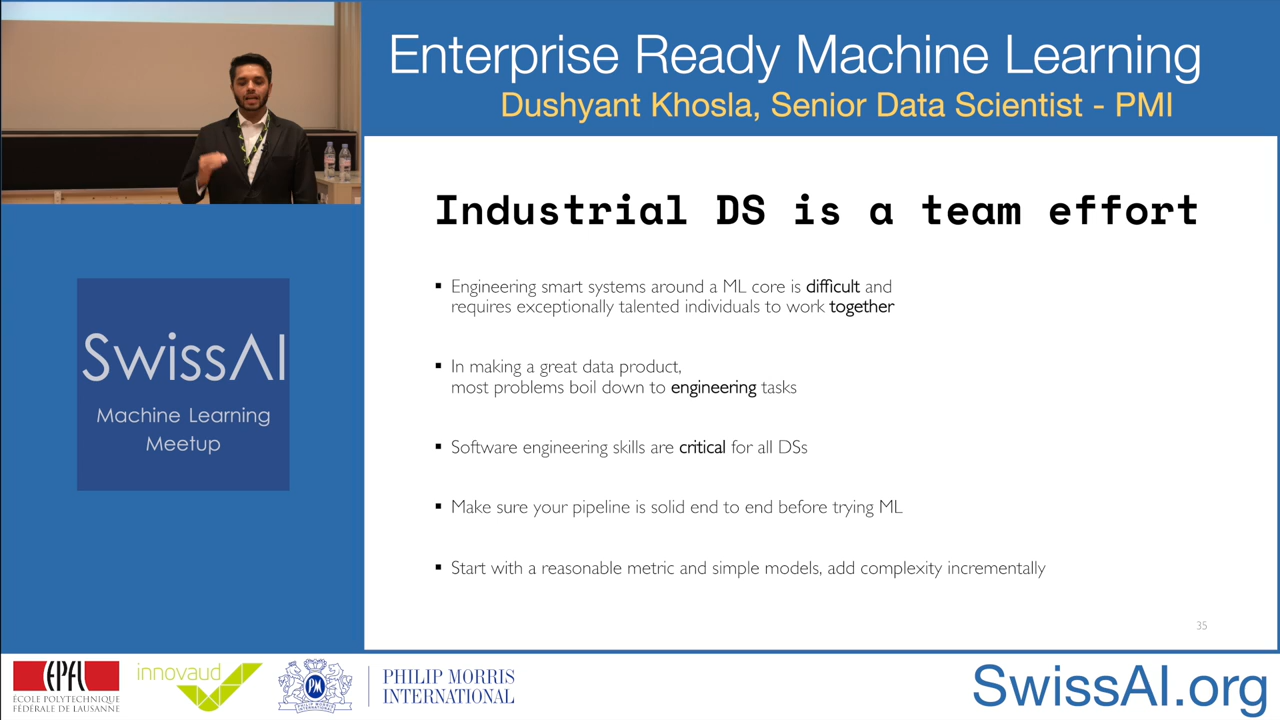 Enterprise Ready Machine Learning
Dushyant Khosla, Senior Data Scientist - PMI
Industrial DS is a team effort
▪ Engineering smart systems around a ML core is difficult and
requires exceptionally talented individuals to work together
▪ In making a great data product,
most problems boil down to engineering tasks
▪ Software engineering skills are critical for all DSs
▪ Make sure your pipeline is solid end to end before trying ML
▪ Start with a reasonable metric and simple models, add complexity incrementally
35
SwissAI
Machine Learning
Meetup
EPFL
ÉCOLE POLYTECHNIQUE
FÉDÉRALE DE LAUSANNE
innovaud
PM
PHILIP MORRIS
INTERNATIONAL
SwissAI.org